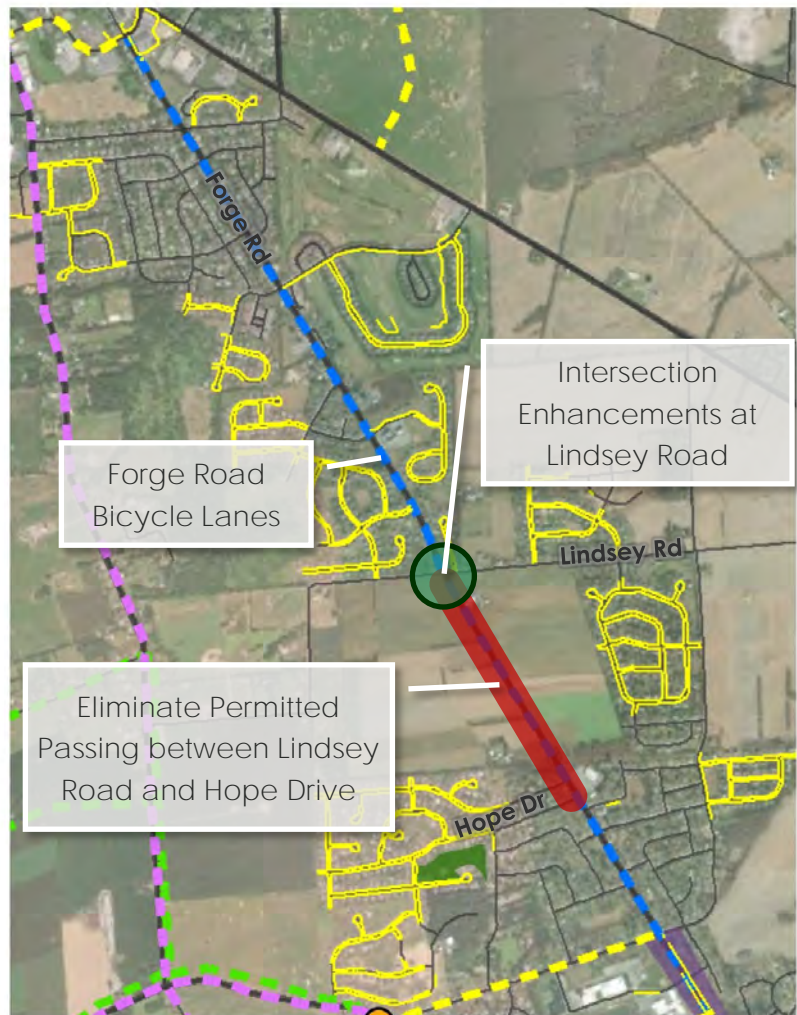 Forge Rd
Intersection
Enhancements at
Lindsey Road
Forge Road
Bicycle Lanes
Lindsey Rd
Eliminate Permitted
Passing between Lindsey
Road and Hope Drive
Hope Dr